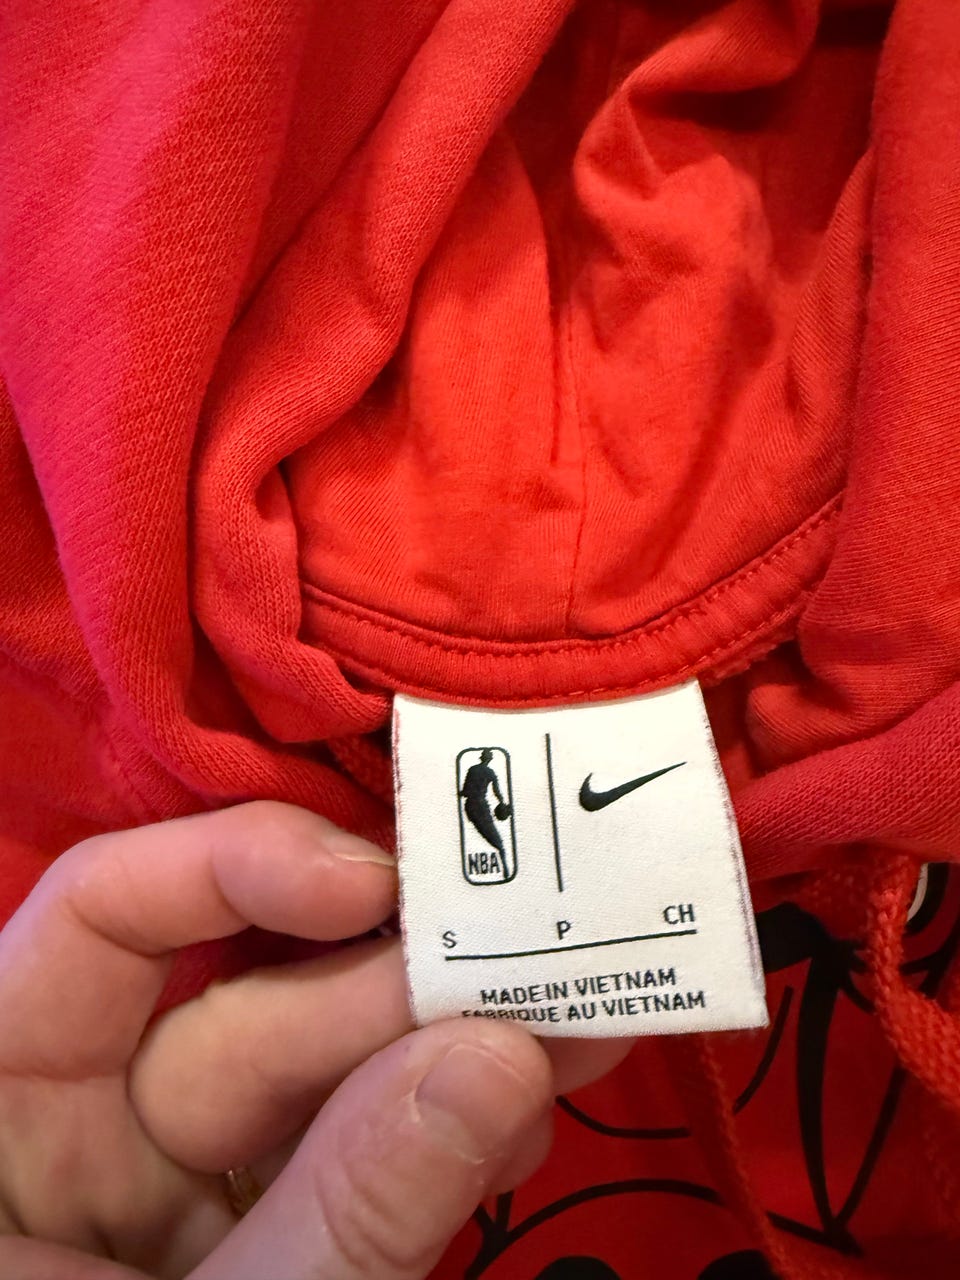 NBA
S P CH
MADE IN VIETNAM
FABRIQUE AU VIETNAM